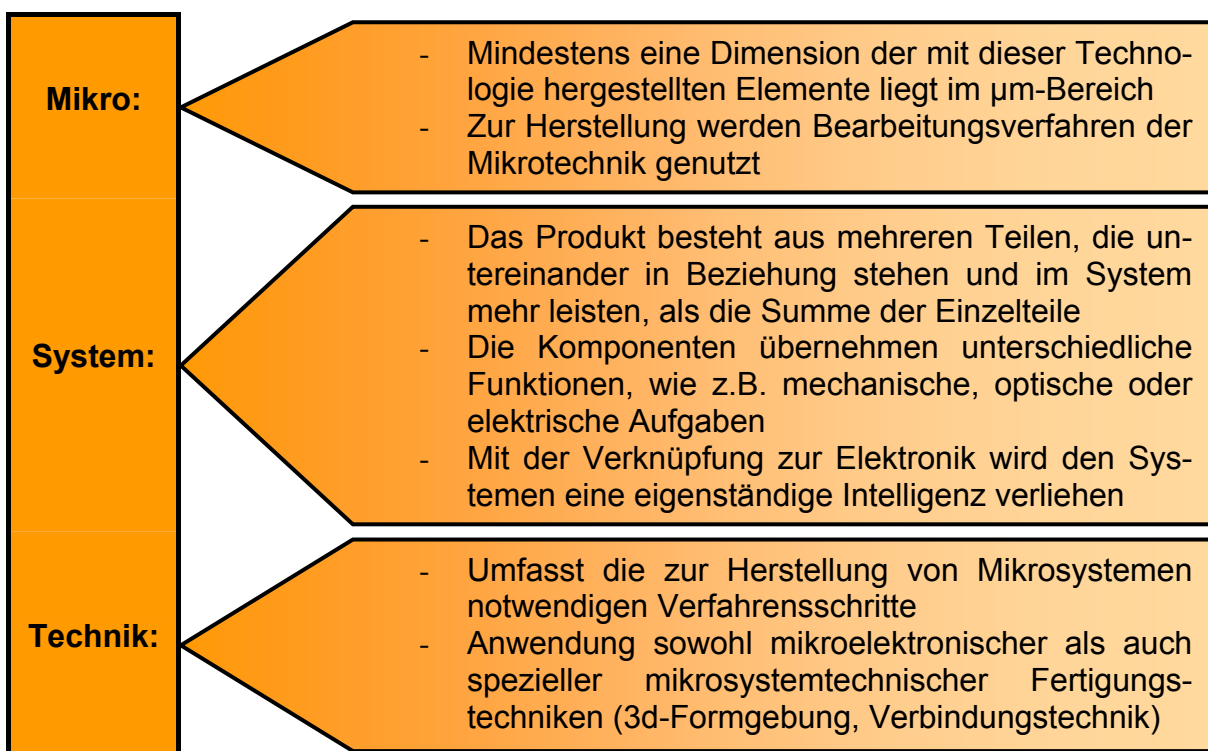 Mikro:
- Mindestens eine Dimension der mit dieser Techno-
logie hergestellten Elemente liegt im µm-Bereich
- Zur Herstellung werden Bearbeitungsverfahren der
Mikrotechnik genutzt
System:
- Das Produkt besteht aus mehreren Teilen, die un-
tereinander in Beziehung stehen und im System
mehr leisten, als die Summe der Einzelteile
- Die Komponenten übernehmen unterschiedliche
Funktionen, wie z.B. mechanische, optische oder
elektrische Aufgaben
- Mit der Verknüpfung zur Elektronik wird den Sys-
temen eine eigenständige Intelligenz verliehen
Technik:
- Umfasst die zur Herstellung von Mikrosystemen
notwendigen Verfahrensschritte
- Anwendung sowohl mikroelektronischer als auch
spezieller mikrosystemtechnischer Fertigungs-
techniken (3d-Formgebung, Verbindungstechnik)